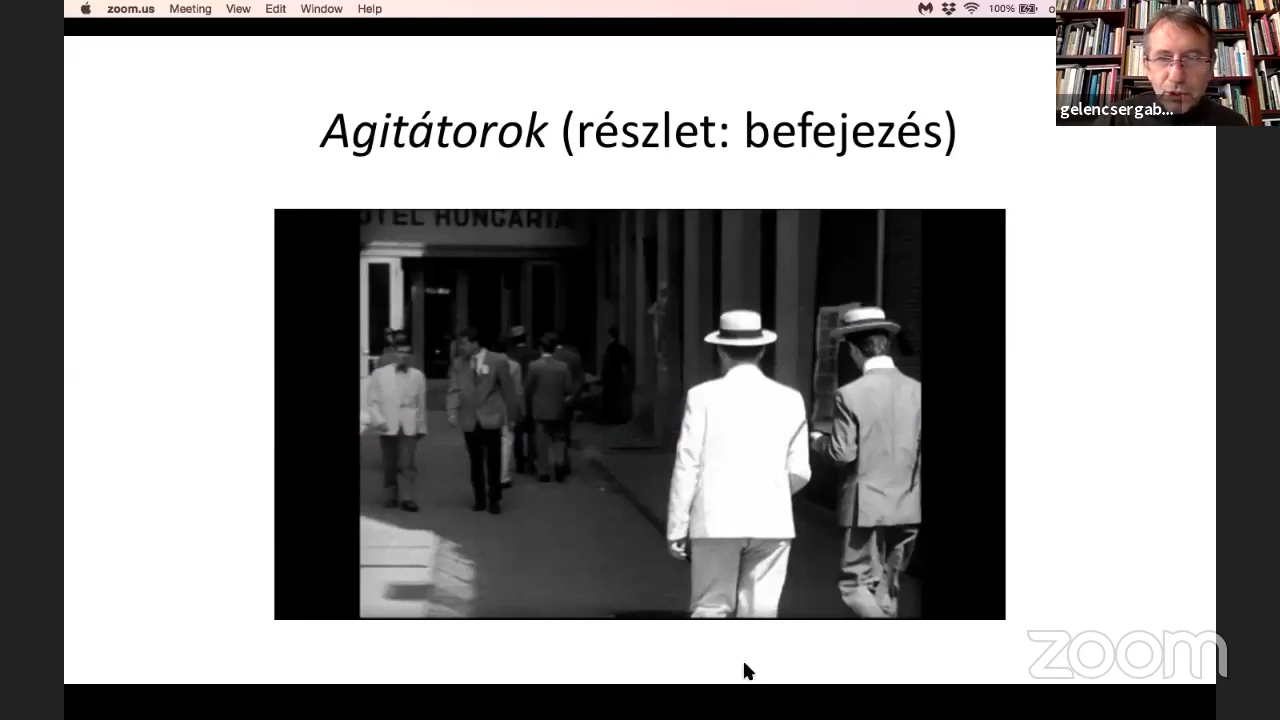 zoom.us Meeting View Edit Window Help 100%
gelencsergab...
Agitátorok (részlet: befejezés)
OTEL HUNGARIA
zoom